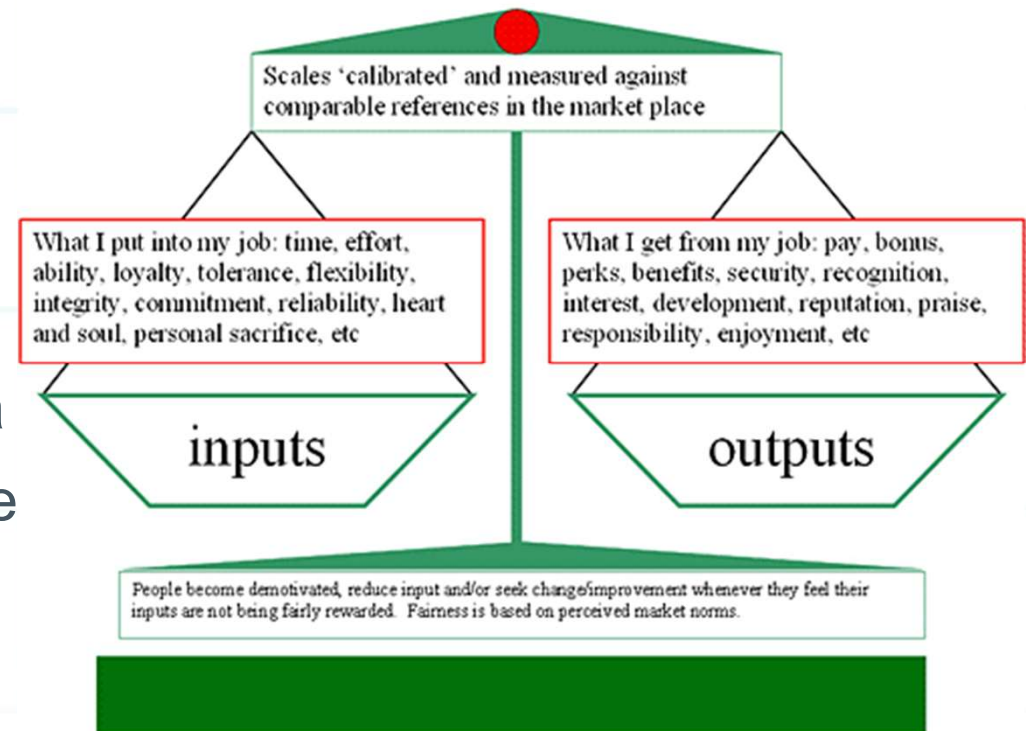 Scales ‘calibrated’ and measured against
comparable references in the market place
What I put into my job: time, effort,
ability, loyalty, tolerance, flexibility,
integrity, commitment, reliability, heart
and soul, personal sacrifice, etc
What I get from my job: pay, bonus,
perks, benefits, security, recognition,
interest, development, reputation, praise,
responsibility, enjoyment, etc
inputs
outputs
People become demotivated, reduce input and/or seek change/improvement whenever they feel their
inputs are not being fairly rewarded. Fairness is based on perceived market norms.